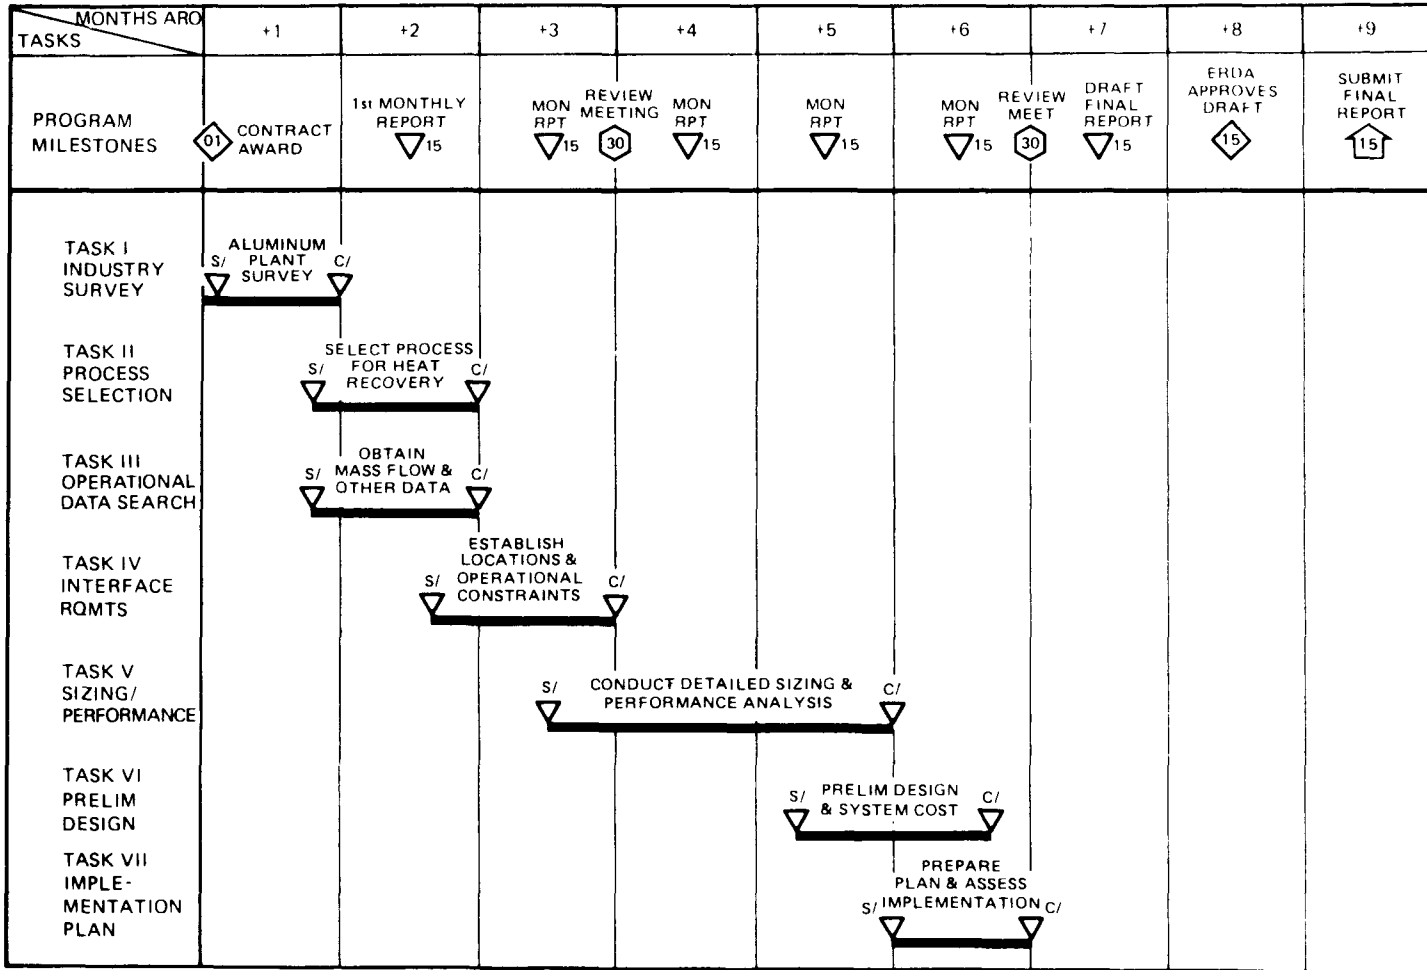 MONTHS ARO
TASKS
+1
+2
+3
+4
+5
+6
+7
+8
+9
PROGRAM
MILESTONES
01
CONTRACT
AWARD
1st MONTHLY
REPORT
15
MON
RPT
15
REVIEW
MEETING
30
MON
RPT
15
MON
RPT
15
MON
RPT
15
REVIEW
MEET
30
DRAFT
FINAL
REPORT
15
ERDA
APPROVES
DRAFT
15
SUBMIT
FINAL
REPORT
15
TASK I
INDUSTRY
SURVEY
S/
ALUMINUM
PLANT
SURVEY
C/
TASK II
PROCESS
SELECTION
S/
SELECT PROCESS
FOR HEAT
RECOVERY
C/
TASK III
OPERATIONAL
DATA SEARCH
S/
OBTAIN
MASS FLOW &
OTHER DATA
C/
TASK IV
INTERFACE
RQMTS
S/
ESTABLISH
LOCATIONS &
OPERATIONAL
CONSTRAINTS
C/
TASK V
SIZING/
PERFORMANCE
S/
CONDUCT DETAILED SIZING &
PERFORMANCE ANALYSIS
C/
TASK VI
PRELIM
DESIGN
S/
PRELIM DESIGN
& SYSTEM COST
C/
TASK VII
IMPLE-
MENTATION
PLAN
S/
PREPARE
PLAN & ASSESS
IMPLEMENTATION
C/